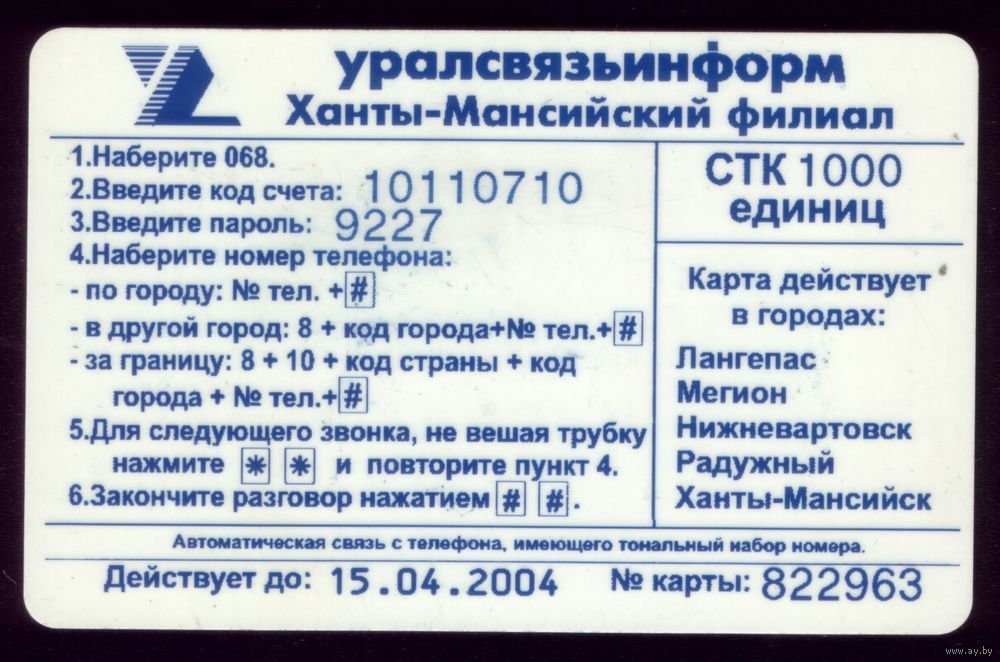 уралсвязьинформ
Ханты-Мансийский филиал
1.Наберите 068.
2.Введите код счета: 10110710
3.Введите пароль: 9227
4.Наберите номер телефона:
- по городу: № тел. +#
- в другой город: 8 + код города+№ тел.+#
- за границу: 8 + 10 + код страны + код
города + № тел.+#
5.Для следующего звонка, не вешая трубку
нажмите * * и повторите пункт 4.
6.Закончите разговор нажатием # #.
СТК 1000
единиц
Карта действует
в городах:
Лангепас
Мегион
Нижневартовск
Радужный
Ханты-Мансийск
Автоматическая связь с телефона, имеющего тональный набор номера.
Действует до: 15.04.2004 № карты: 822963
www.ay.by